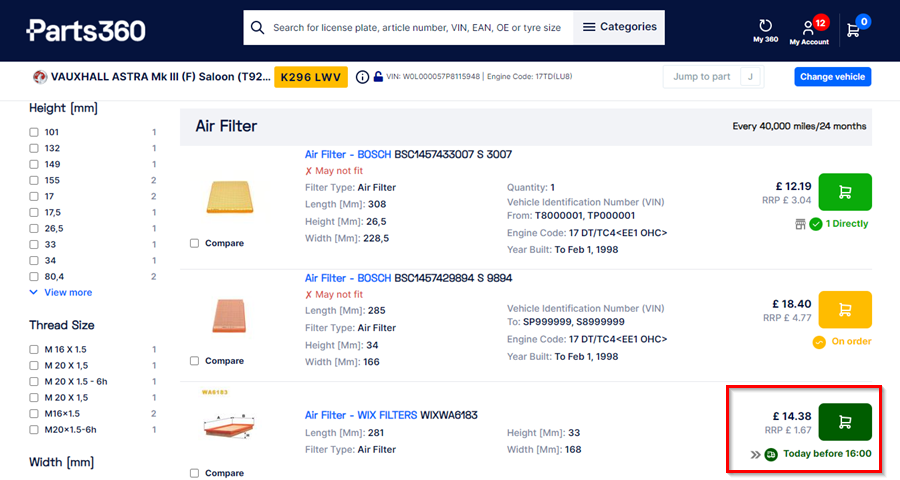 Parts360
Search for license plate, article number, VIN, EAN, OE or tyre size
Categories
My 360
12
My Account
0
VAUXHALL ASTRA Mk III (F) Saloon (T92...
K296 LWV
VIN: W0L000057P8115948 | Engine Code: 17TD(LU8)
Jump to part J
Change vehicle
Height [mm]
101 1
132 1
149 1
155 2
17 2
17,5 1
26,5 1
33 1
34 1
80,4 2
View more
Thread Size
M 16 X 1.5 1
M 20 X 1,5 1
M 20 X 1.5 - 6h 1
M 20 X 1,5 1
M16x1.5 2
M20x1.5-6h 1
Width [mm]
Air Filter
Every 40,000 miles/24 months
Air Filter - BOSCH BSC1457433007 S 3007
✗ May not fit
Filter Type: Air Filter
Length [Mm]: 308
Height [Mm]: 26,5
Width [Mm]: 228,5
Quantity: 1
Vehicle Identification Number (VIN)
From: T8000001, TP000001
Engine Code: 17 DT/TC4<EE1 OHC>
Year Built: To Feb 1, 1998
£ 12.19
RRP £ 3.04
1 Directly
Compare
Air Filter - BOSCH BSC1457429894 S 9894
✗ May not fit
Length [Mm]: 285
Filter Type: Air Filter
Height [Mm]: 34
Width [Mm]: 166
Vehicle Identification Number (VIN)
To: SP999999, S8999999
Engine Code: 17 DT/TC4<EE1 OHC>
Year Built: To Feb 1, 1998
£ 18.40
RRP £ 4.77
On order
Compare
WA6183
A B
H
Air Filter - WIX FILTERS WIXWA6183
Length [Mm]: 281
Filter Type: Air Filter
Height [Mm]: 33
Width [Mm]: 168
£ 14.38
RRP £ 1.67
Today before 16:00
Compare